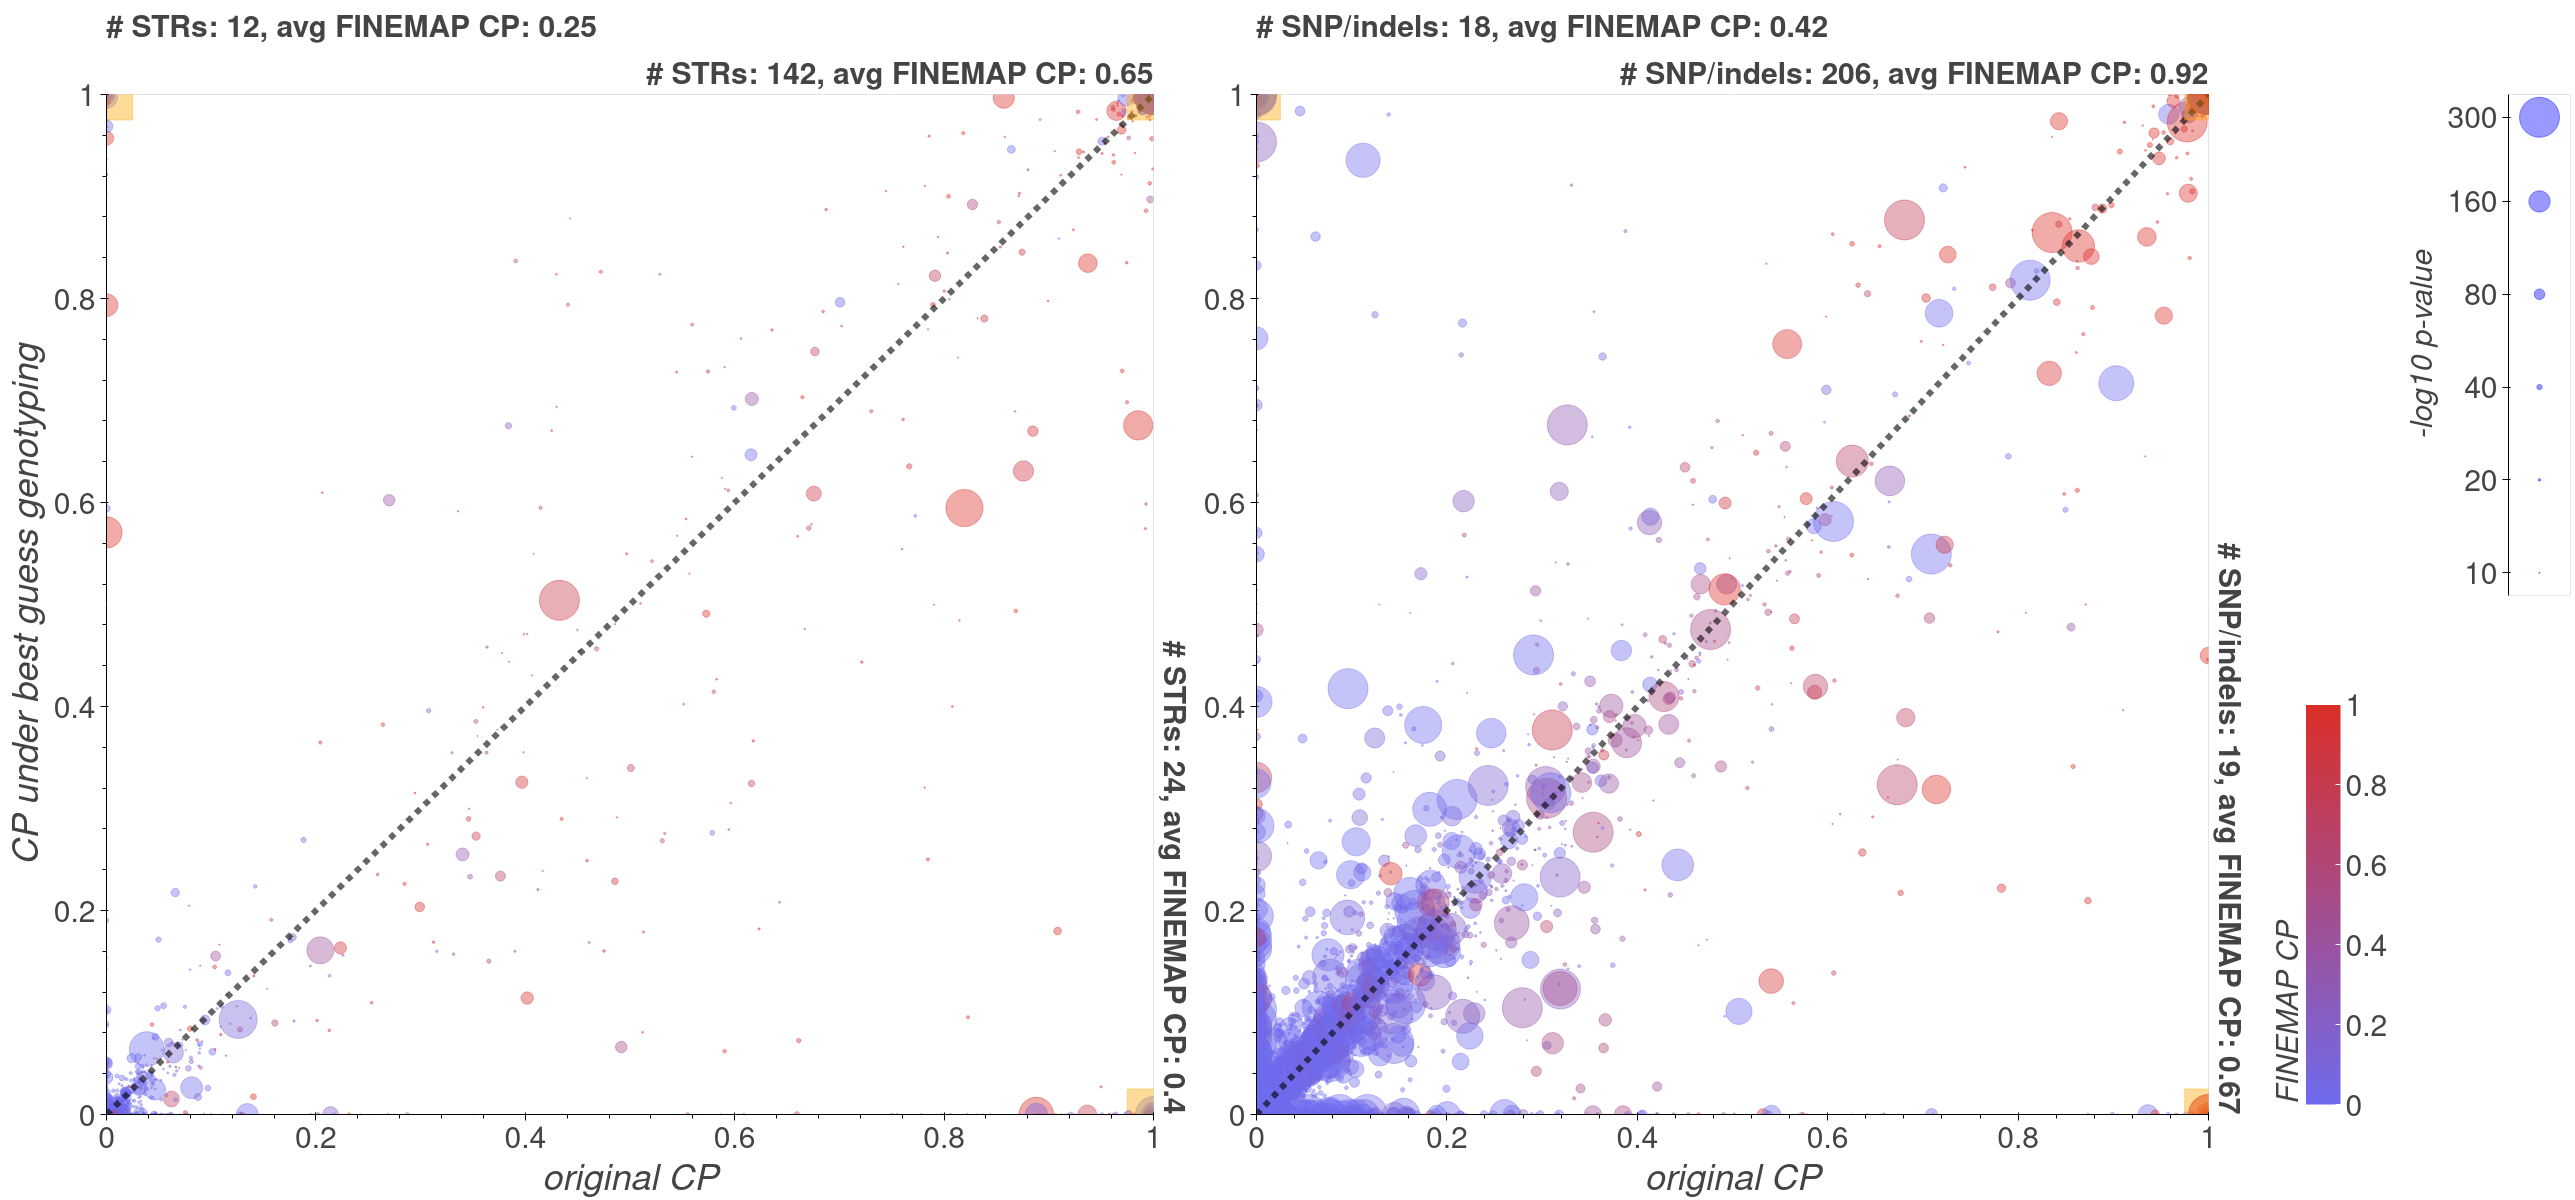 # STRs: 12, avg FINEMAP CP: 0.25
# STRs: 142, avg FINEMAP CP: 0.65
1
0.8
0.6
0.4
0.2
0
CP under best guess genotyping
0 0.2 0.4 0.6 0.8 1
original CP
# STRs: 24, avg FINEMAP CP: 0.4
# SNP/indels: 18, avg FINEMAP CP: 0.42
# SNP/indels: 206, avg FINEMAP CP: 0.92
1
0.8
0.6
0.4
0.2
0
0 0.2 0.4 0.6 0.8 1
original CP
# SNP/indels: 19, avg FINEMAP CP: 0.67
300
160
80
40
20
10
-log10 p-value
1
0.8
0.6
0.4
0.2
0
FINEMAP CP